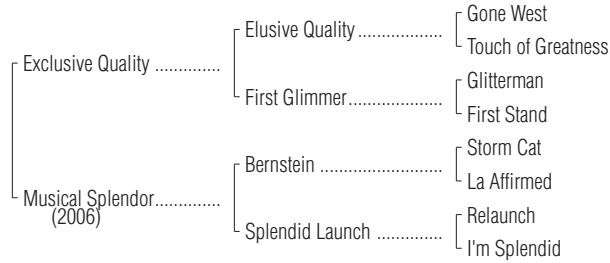 Gone West
Elusive Quality ..................
Touch of Greatness
Exclusive Quality .............
Glitterman
First Glimmer....................
First Stand
Storm Cat
Bernstein ..........................
La Affirmed
Musical Splendor.............
(2006)
Relaunch
Splendid Launch ................
I'm Splendid